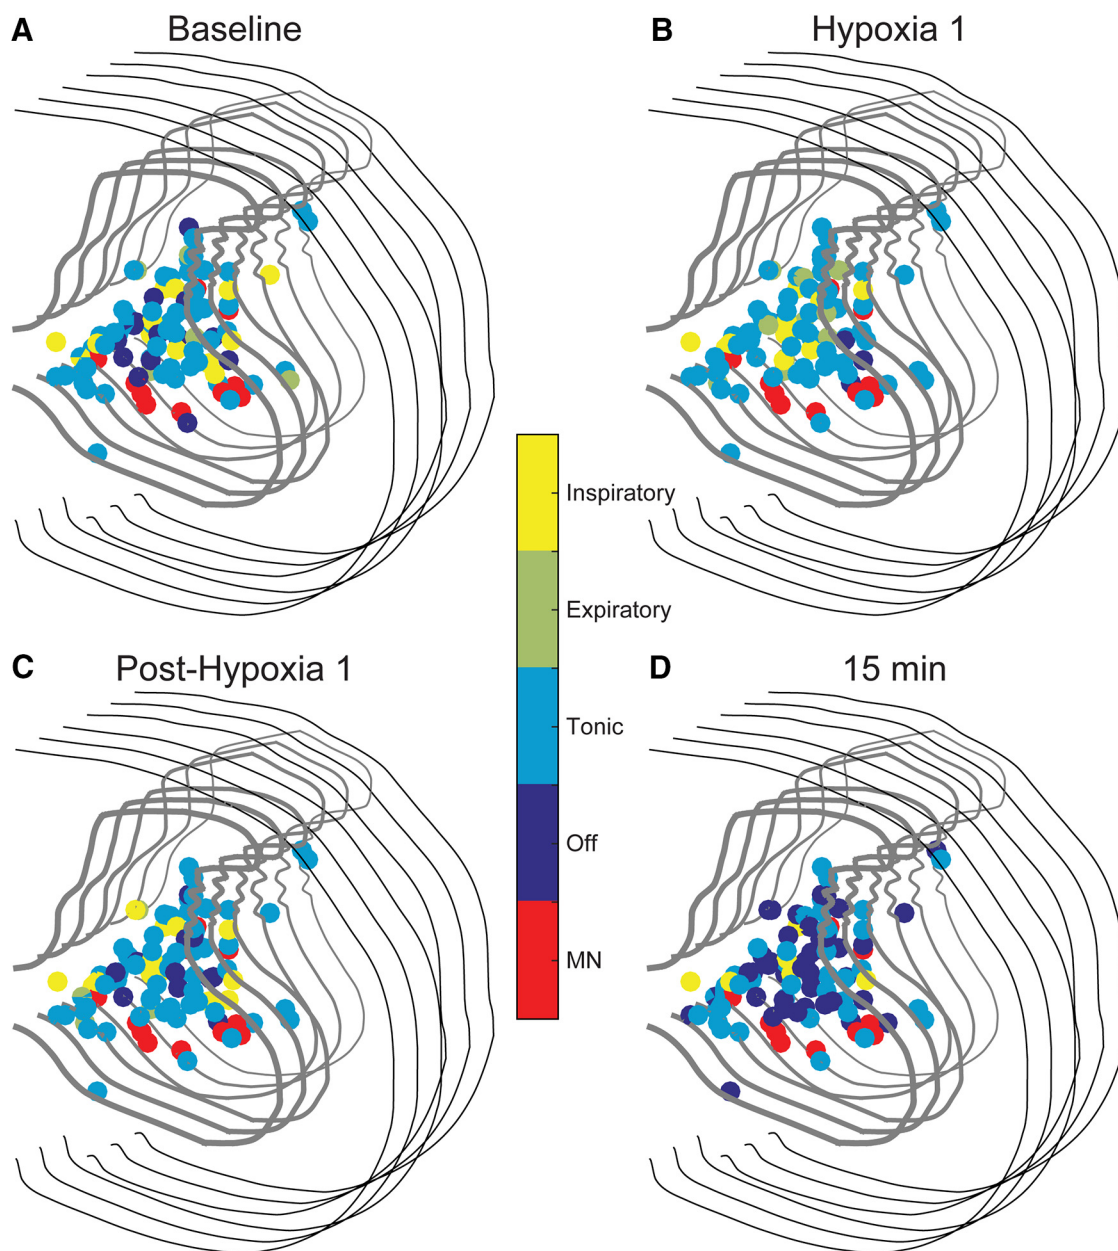 A Baseline
B Hypoxia 1
Inspiratory
Expiratory
Tonic
Off
MN
C Post-Hypoxia 1
D 15 min